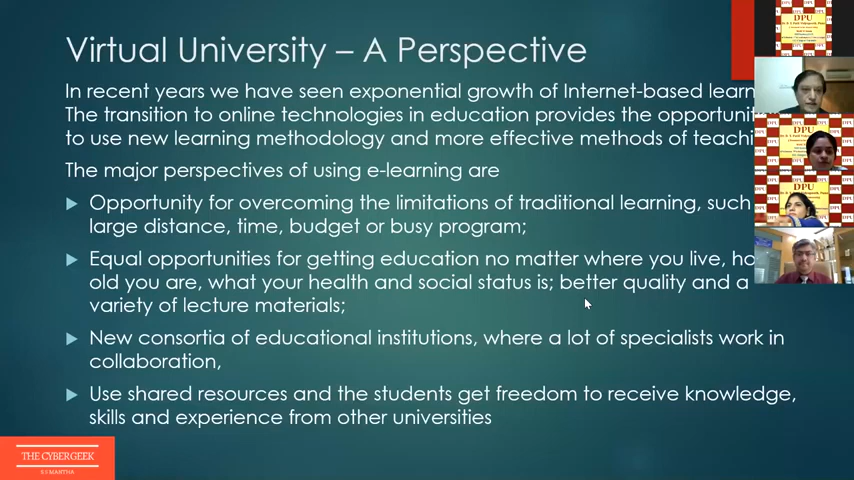 Virtual University – A Perspective
In recent years we have seen exponential growth of Internet-based learn
The transition to online technologies in education provides the opportunit
to use new learning methodology and more effective methods of teachi
The major perspectives of using e-learning are
Opportunity for overcoming the limitations of traditional learning, such
large distance, time, budget or busy program;
Equal opportunities for getting education no matter where you live, ho
old you are, what your health and social status is; better quality and a
variety of lecture materials;
New consortia of educational institutions, where a lot of specialists work in
collaboration,
Use shared resources and the students get freedom to receive knowledge,
skills and experience from other universities
THE CYBERGEEK
S S MANTHA
DPU
DPU
DPU